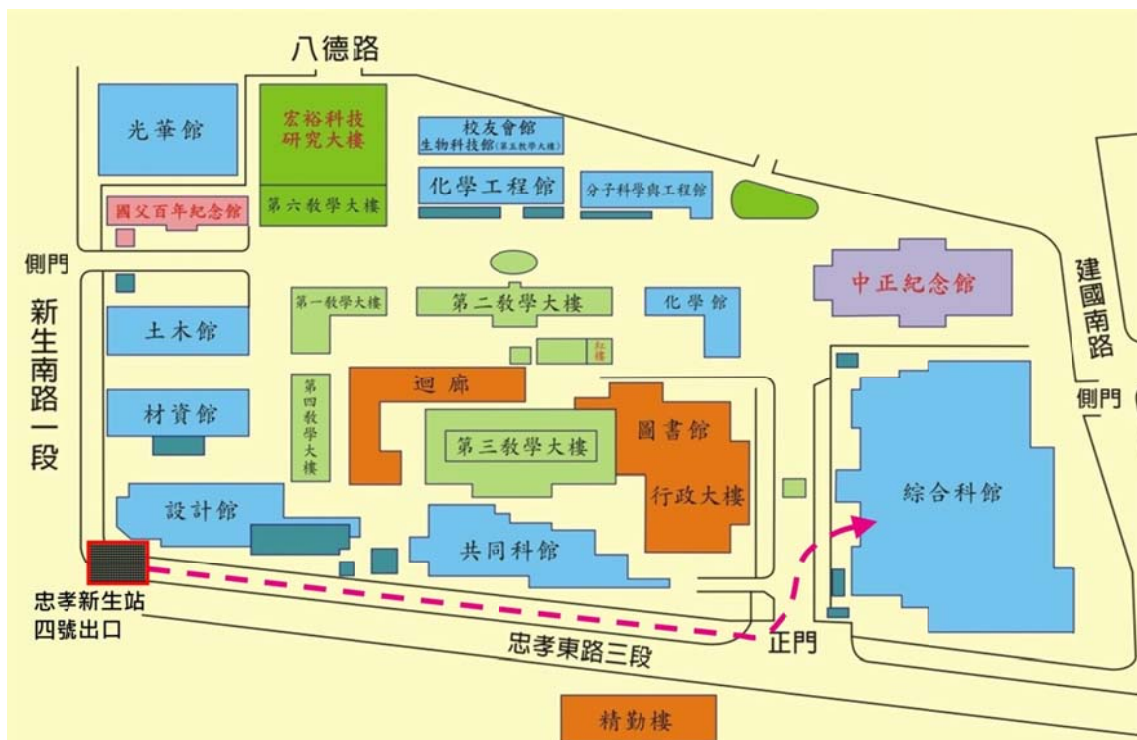 八德路
光華館
宏裕科技
研究大樓
校友會館
生物科技館(第五教學大樓)
化學工程館
分子科學與工程館
國父百年紀念館
第六教學大樓
側門
中正紀念館
建國南路
新生南路一段
第一教學大樓
第二教學大樓
化學館
土木館
紅樓
迴廊
第四教學大樓
材資館
側門
圖書館
第三教學大樓
行政大樓
綜合科館
設計館
共同科館
忠孝新生站
四號出口
忠孝東路三段
正門
精勤樓